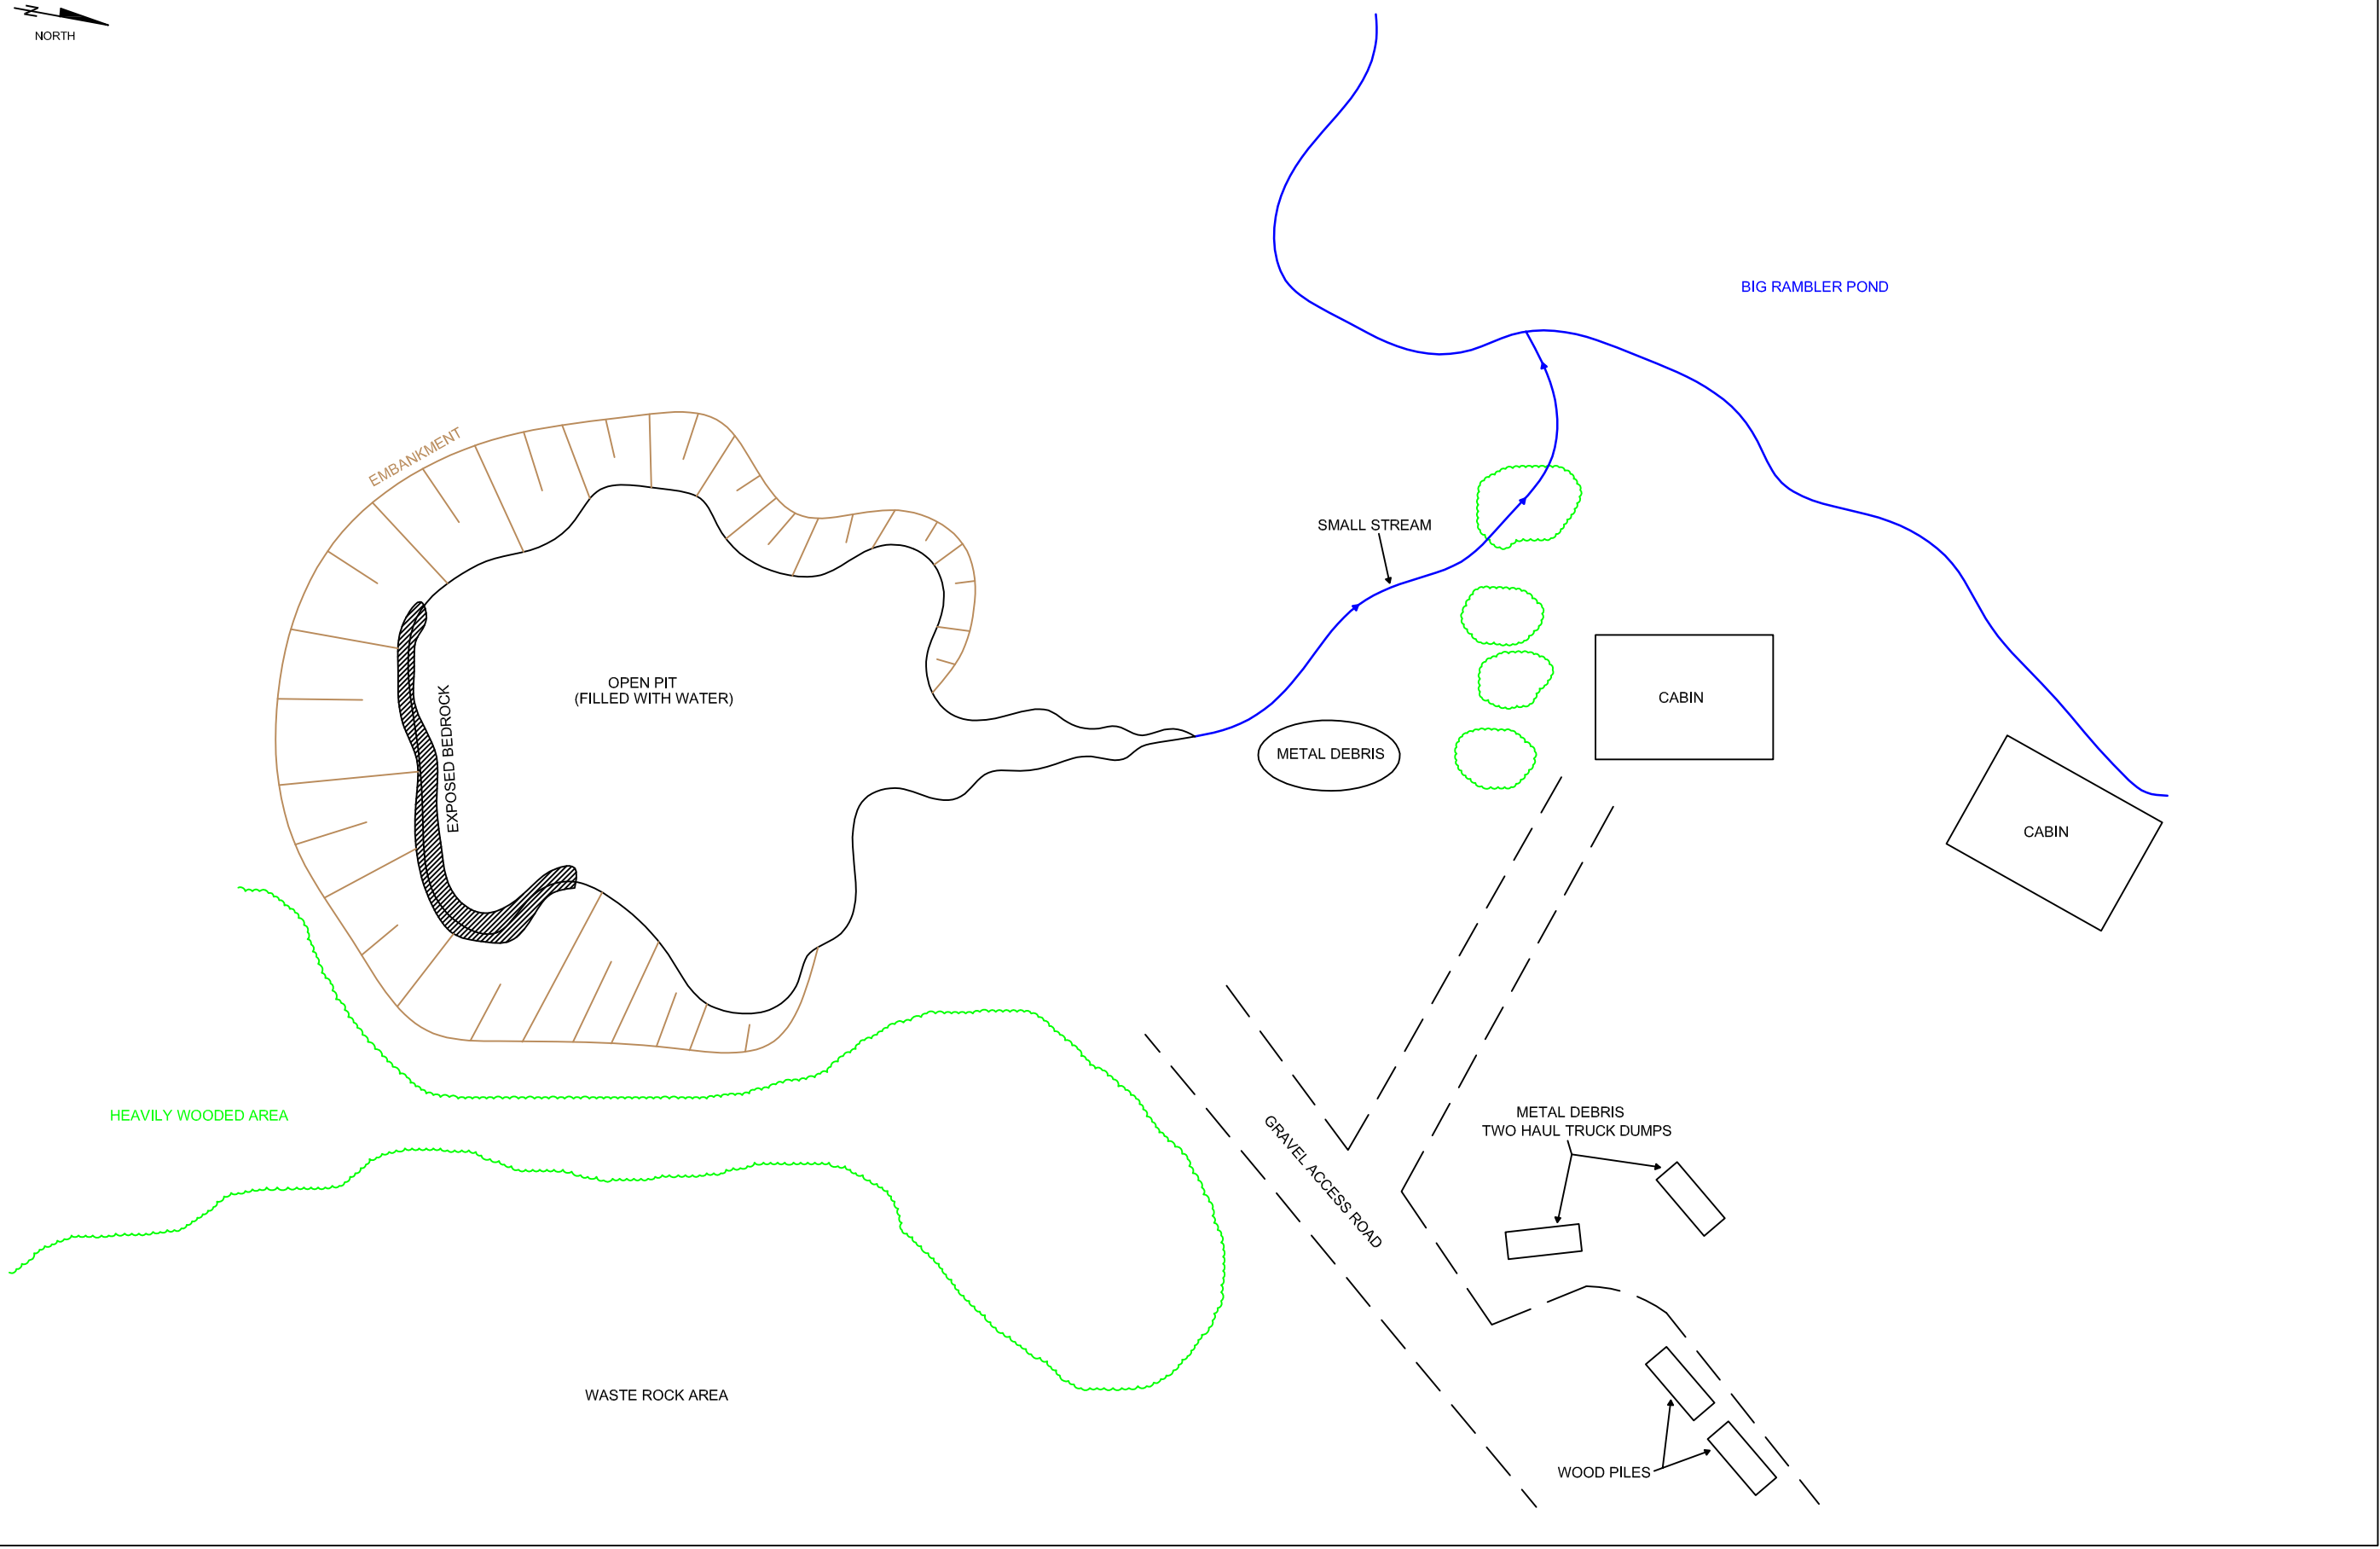 N
NORTH
BIG RAMBLER POND
EMBANKMENT
SMALL STREAM
OPEN PIT
(FILLED WITH WATER)
EXPOSED BEDROCK
CABIN
METAL DEBRIS
CABIN
HEAVILY WOODED AREA
GRAVEL ACCESS ROAD
METAL DEBRIS
TWO HAUL TRUCK DUMPS
WASTE ROCK AREA
WOOD PILES